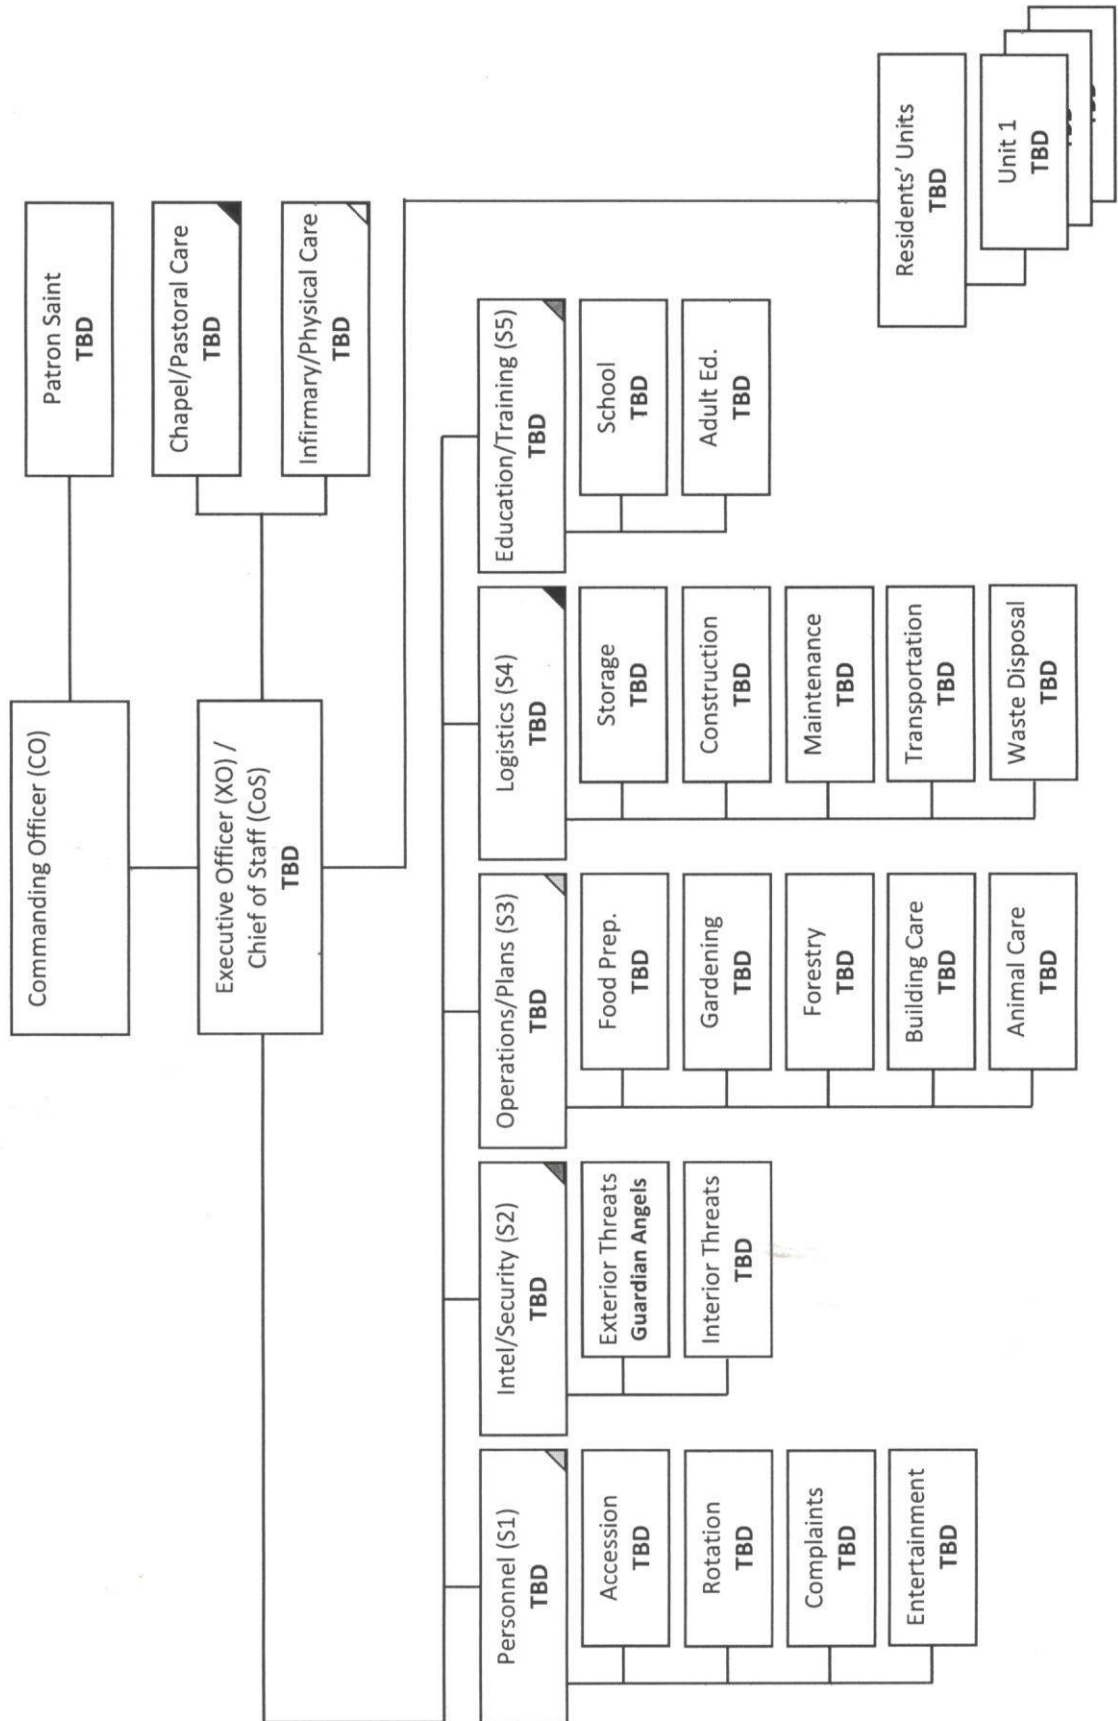 Commanding Officer (CO)
Patron Saint
TBD
Executive Officer (XO) /
Chief of Staff (CoS)
TBD
Chapel/Pastoral Care
TBD
Infirmary/Physical Care
TBD
Personnel (S1)
TBD
Accession
TBD
Rotation
TBD
Complaints
TBD
Entertainment
TBD
Intel/Security (S2)
TBD
Exterior Threats
Guardian Angels
Interior Threats
TBD
Operations/Plans (S3)
TBD
Food Prep.
TBD
Gardening
TBD
Forestry
TBD
Building Care
TBD
Animal Care
TBD
Logistics (S4)
TBD
Storage
TBD
Construction
TBD
Maintenance
TBD
Transportation
TBD
Waste Disposal
TBD
Education/Training (S5)
TBD
School
TBD
Adult Ed.
TBD
Residents' Units
TBD
Unit 1
TBD